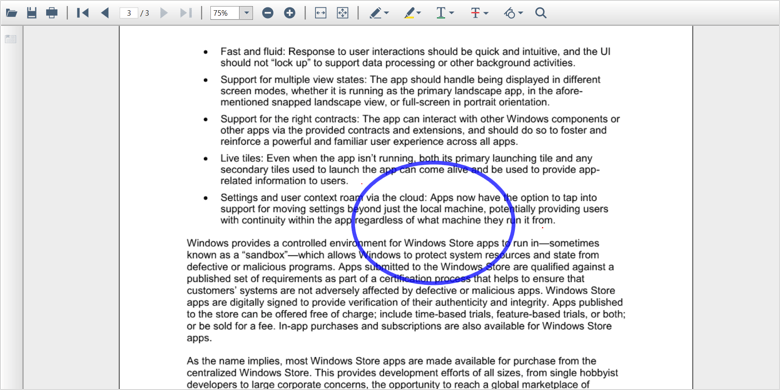 3 / 3
75%
• Fast and fluid: Response to user interactions should be quick and intuitive, and the UI
should not “lock up” to support data processing or other background activities.
• Support for multiple view states: The app should handle being displayed in different
screen modes, whether it is running as the primary landscape app, in the afore-
mentioned snapped landscape view, or full-screen in portrait orientation.
• Support for the right contracts: The app can interact with other Windows components or
other apps via the provided contracts and extensions, and should do so to foster and
reinforce a powerful and familiar user experience across all apps.
• Live tiles: Even when the app isn’t running, both its primary launching tile and any
secondary tiles used to launch the app can come alive and be used to provide app-
related information to users.
• Settings and user context roam via the cloud: Apps now have the option to tap into
support for moving settings beyond just the local machine, potentially providing users
with continuity within the app regardless of what machine they run it from.
Windows provides a controlled environment for Windows Store apps to run in—sometimes
known as a “sandbox”—which allows Windows to protect system resources and state from
defective or malicious programs. Apps submitted to the Windows Store are qualified against a
published set of requirements as part of a certification process that helps to ensure that
customers’ systems are not adversely affected by defective or malicious apps. Windows Store
apps are digitally signed to provide verification of their authenticity and integrity. Apps published
to the store can be offered free of charge; include time-based trials, feature-based trials, or both;
or be sold for a fee. In-app purchases and subscriptions are also available for Windows Store
apps.
As the name implies, most Windows Store apps are made available for purchase from the
centralized Windows Store. This provides development efforts of all sizes, from single hobbyist
developers to large corporate concerns, the opportunity to reach a global marketplace of